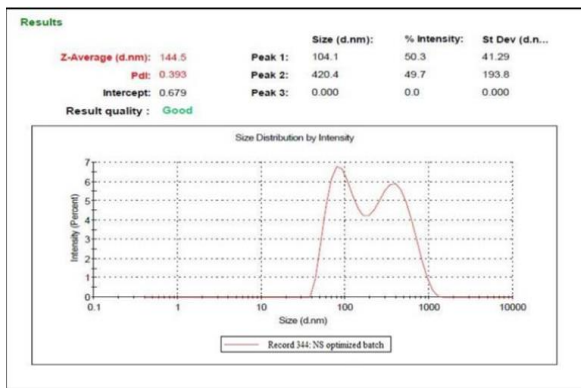 Results
Size (d.nm): % Intensity: St Dev (d.n...
Z-Average (d.nm): 144.5 Peak 1: 104.1 50.3 41.29
PdI: 0.393 Peak 2: 420.4 49.7 193.8
Intercept: 0.679 Peak 3: 0.000 0.0 0.000
Result quality : Good
Size Distribution by Intensity
7
6
5
4
3
2
1
0
Intensity (Percent)
0.1 1 10 100 1000 10000
Size (d.nm)
Record 344: NS optimized batch